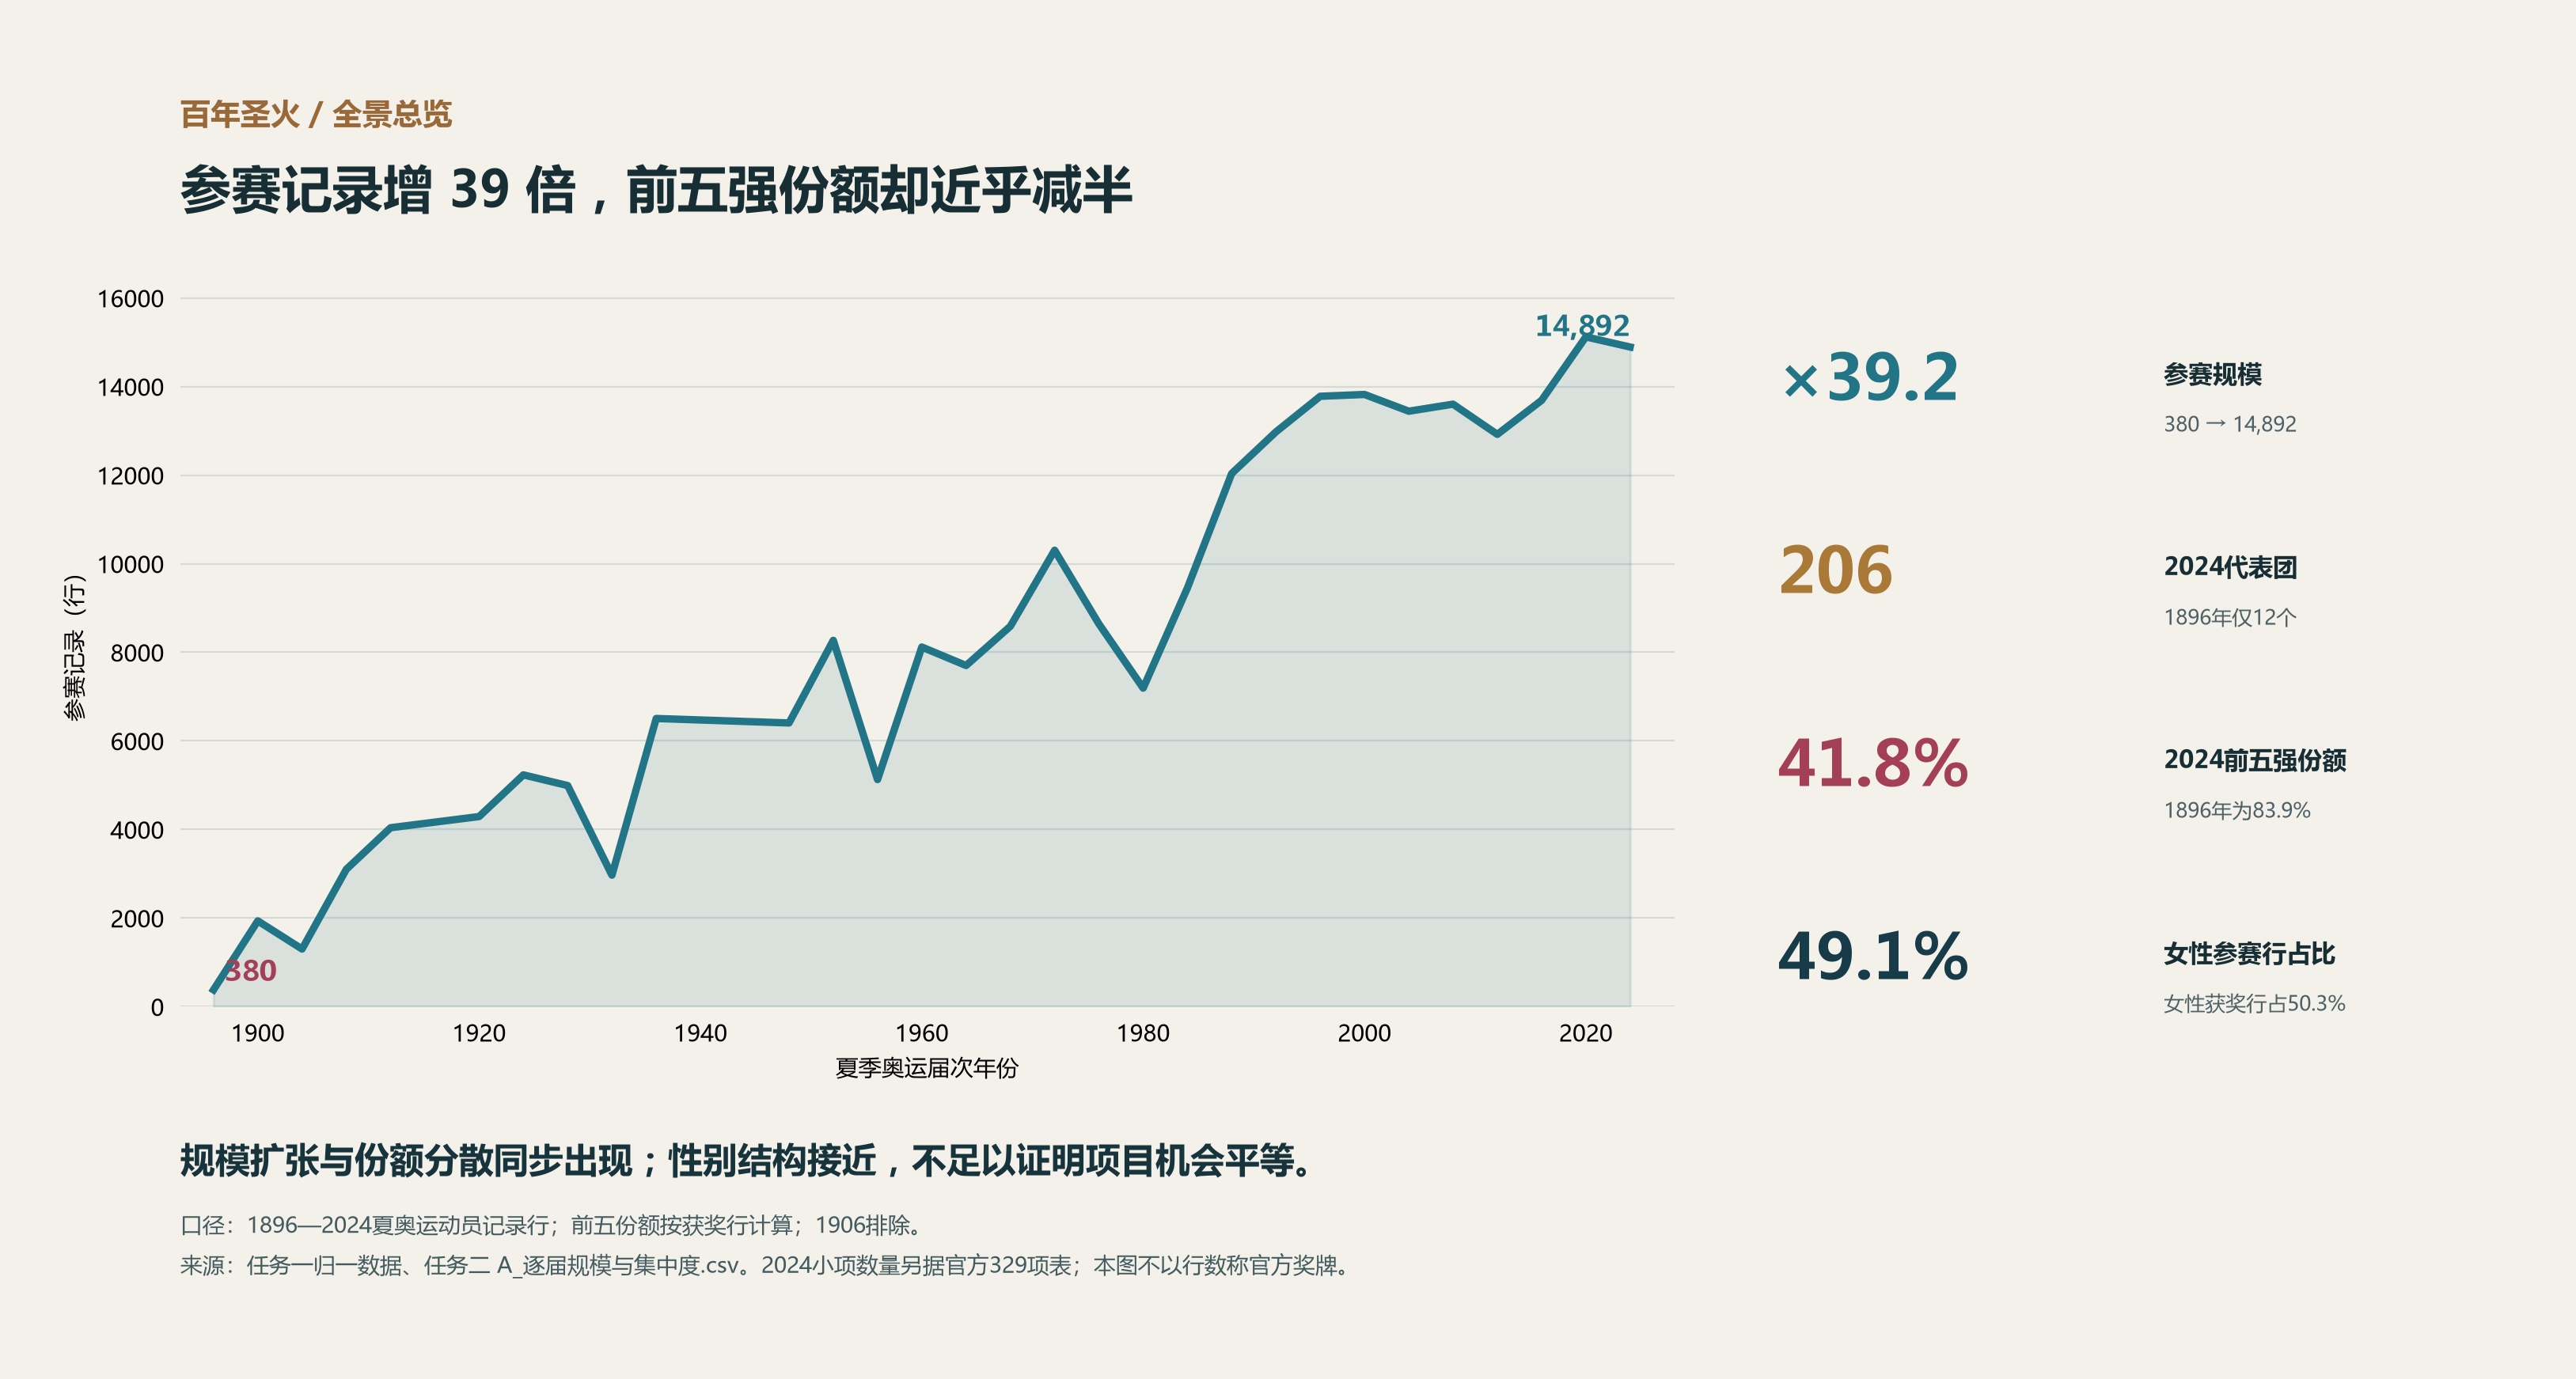 百年圣火 / 全景总览
参赛记录增 39 倍，前五强份额却近乎减半
参赛记录（行）
16000
14000
12000
10000
8000
6000
4000
2000
0
14,892
380
1900
1920
1940
1960
1980
2000
2020
夏季奥运届次年份
×39.2
参赛规模
380 → 14,892
206
2024代表团
1896年仅12个
41.8%
2024前五强份额
1896年为83.9%
49.1%
女性参赛行占比
女性获奖行占50.3%
规模扩张与份额分散同步出现；性别结构接近，不足以证明项目机会平等。
口径：1896—2024夏奥运动员记录行；前五份额按获奖行计算；1906排除。
来源：任务一归一数据、任务二 A_逐届规模与集中度.csv。2024小项数量另据官方329项表；本图不以行数称官方奖牌。